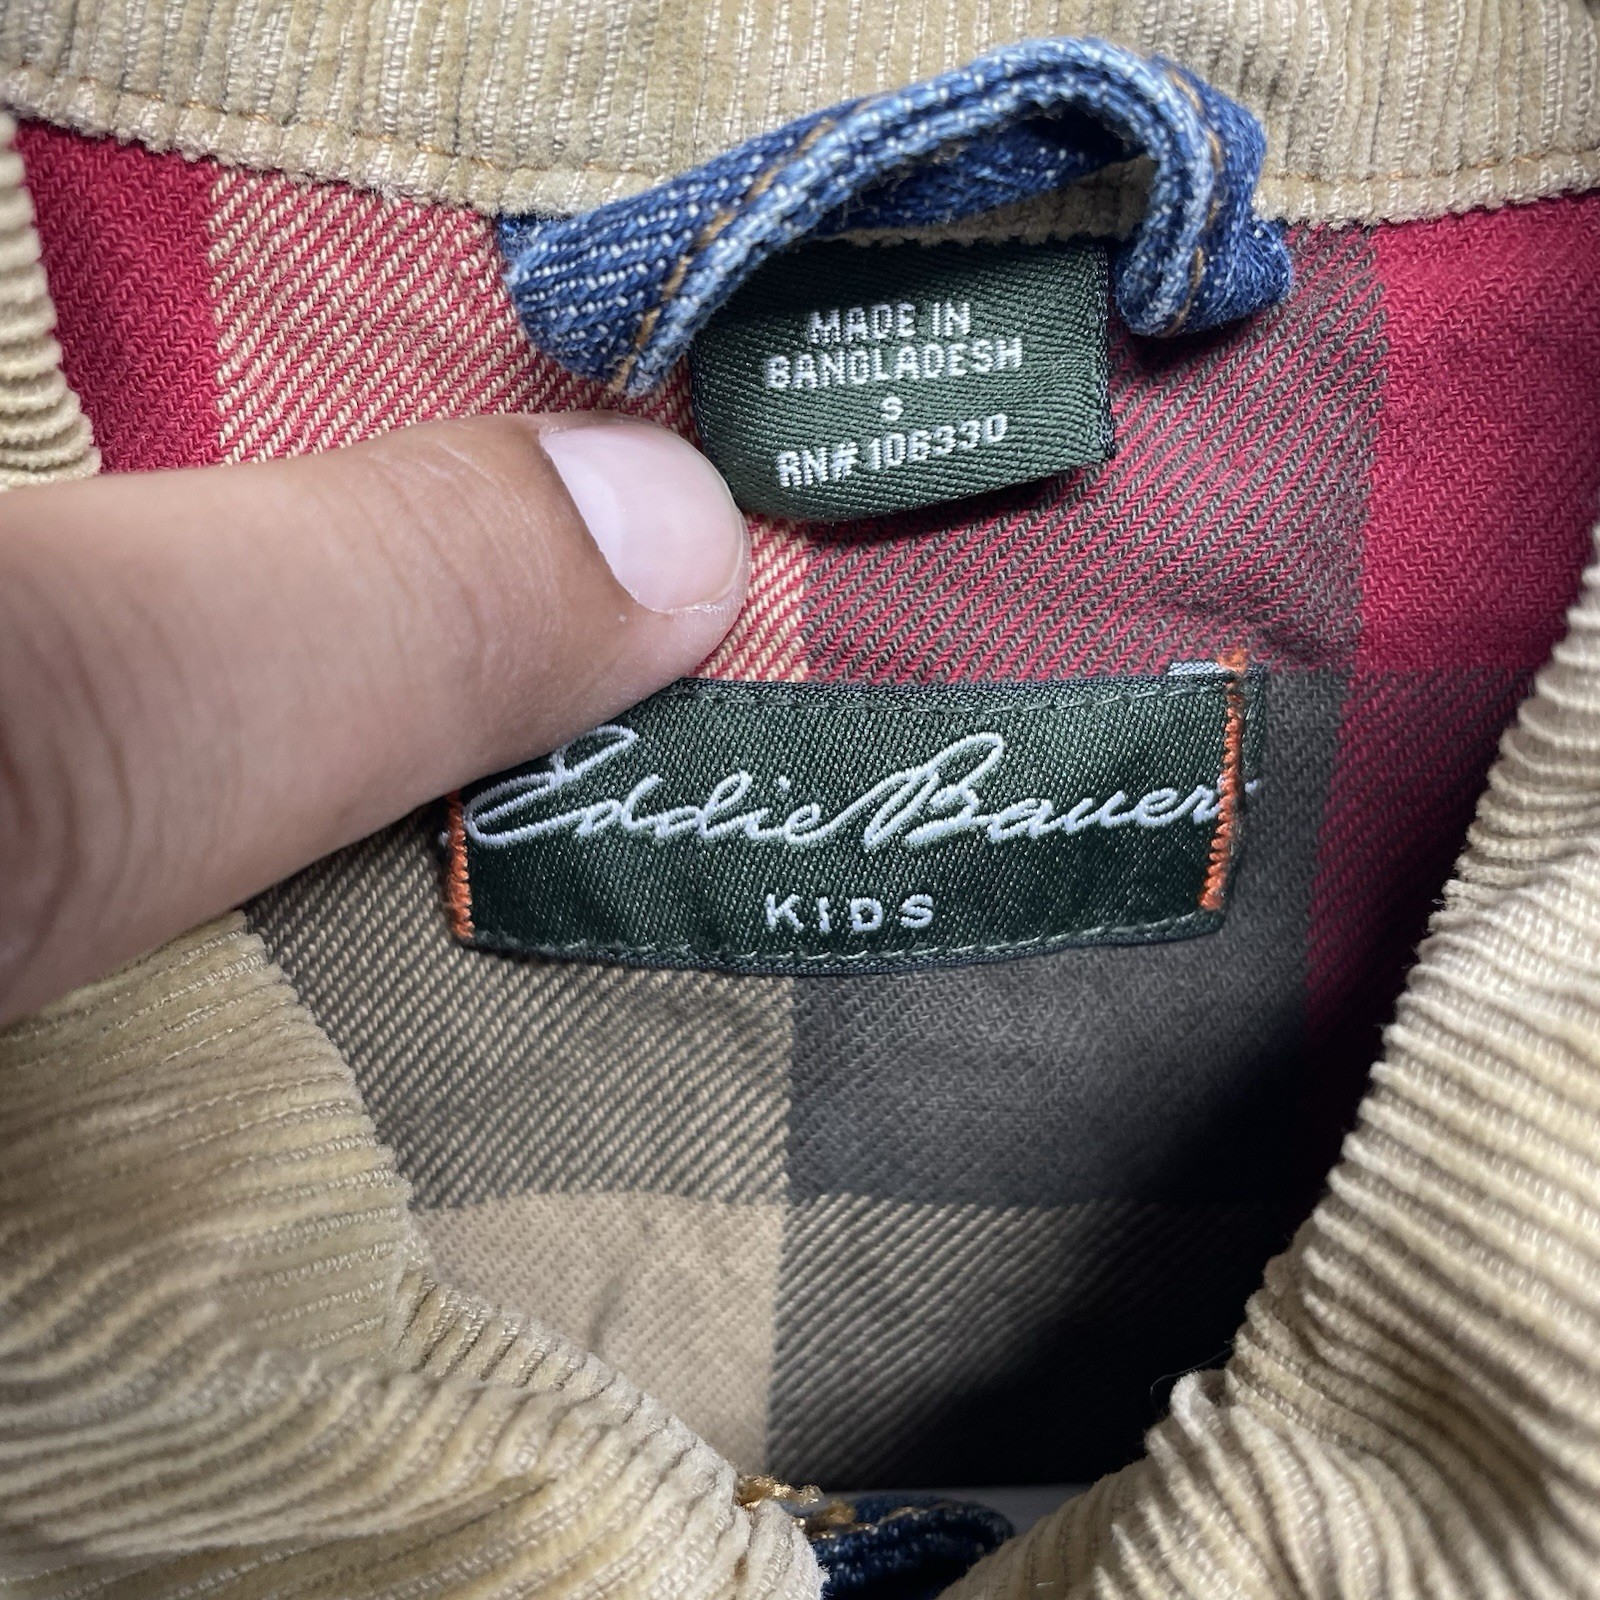 MADE IN
BANGLADESH
S
RN# 106330
Eddie Bauer
KIDS